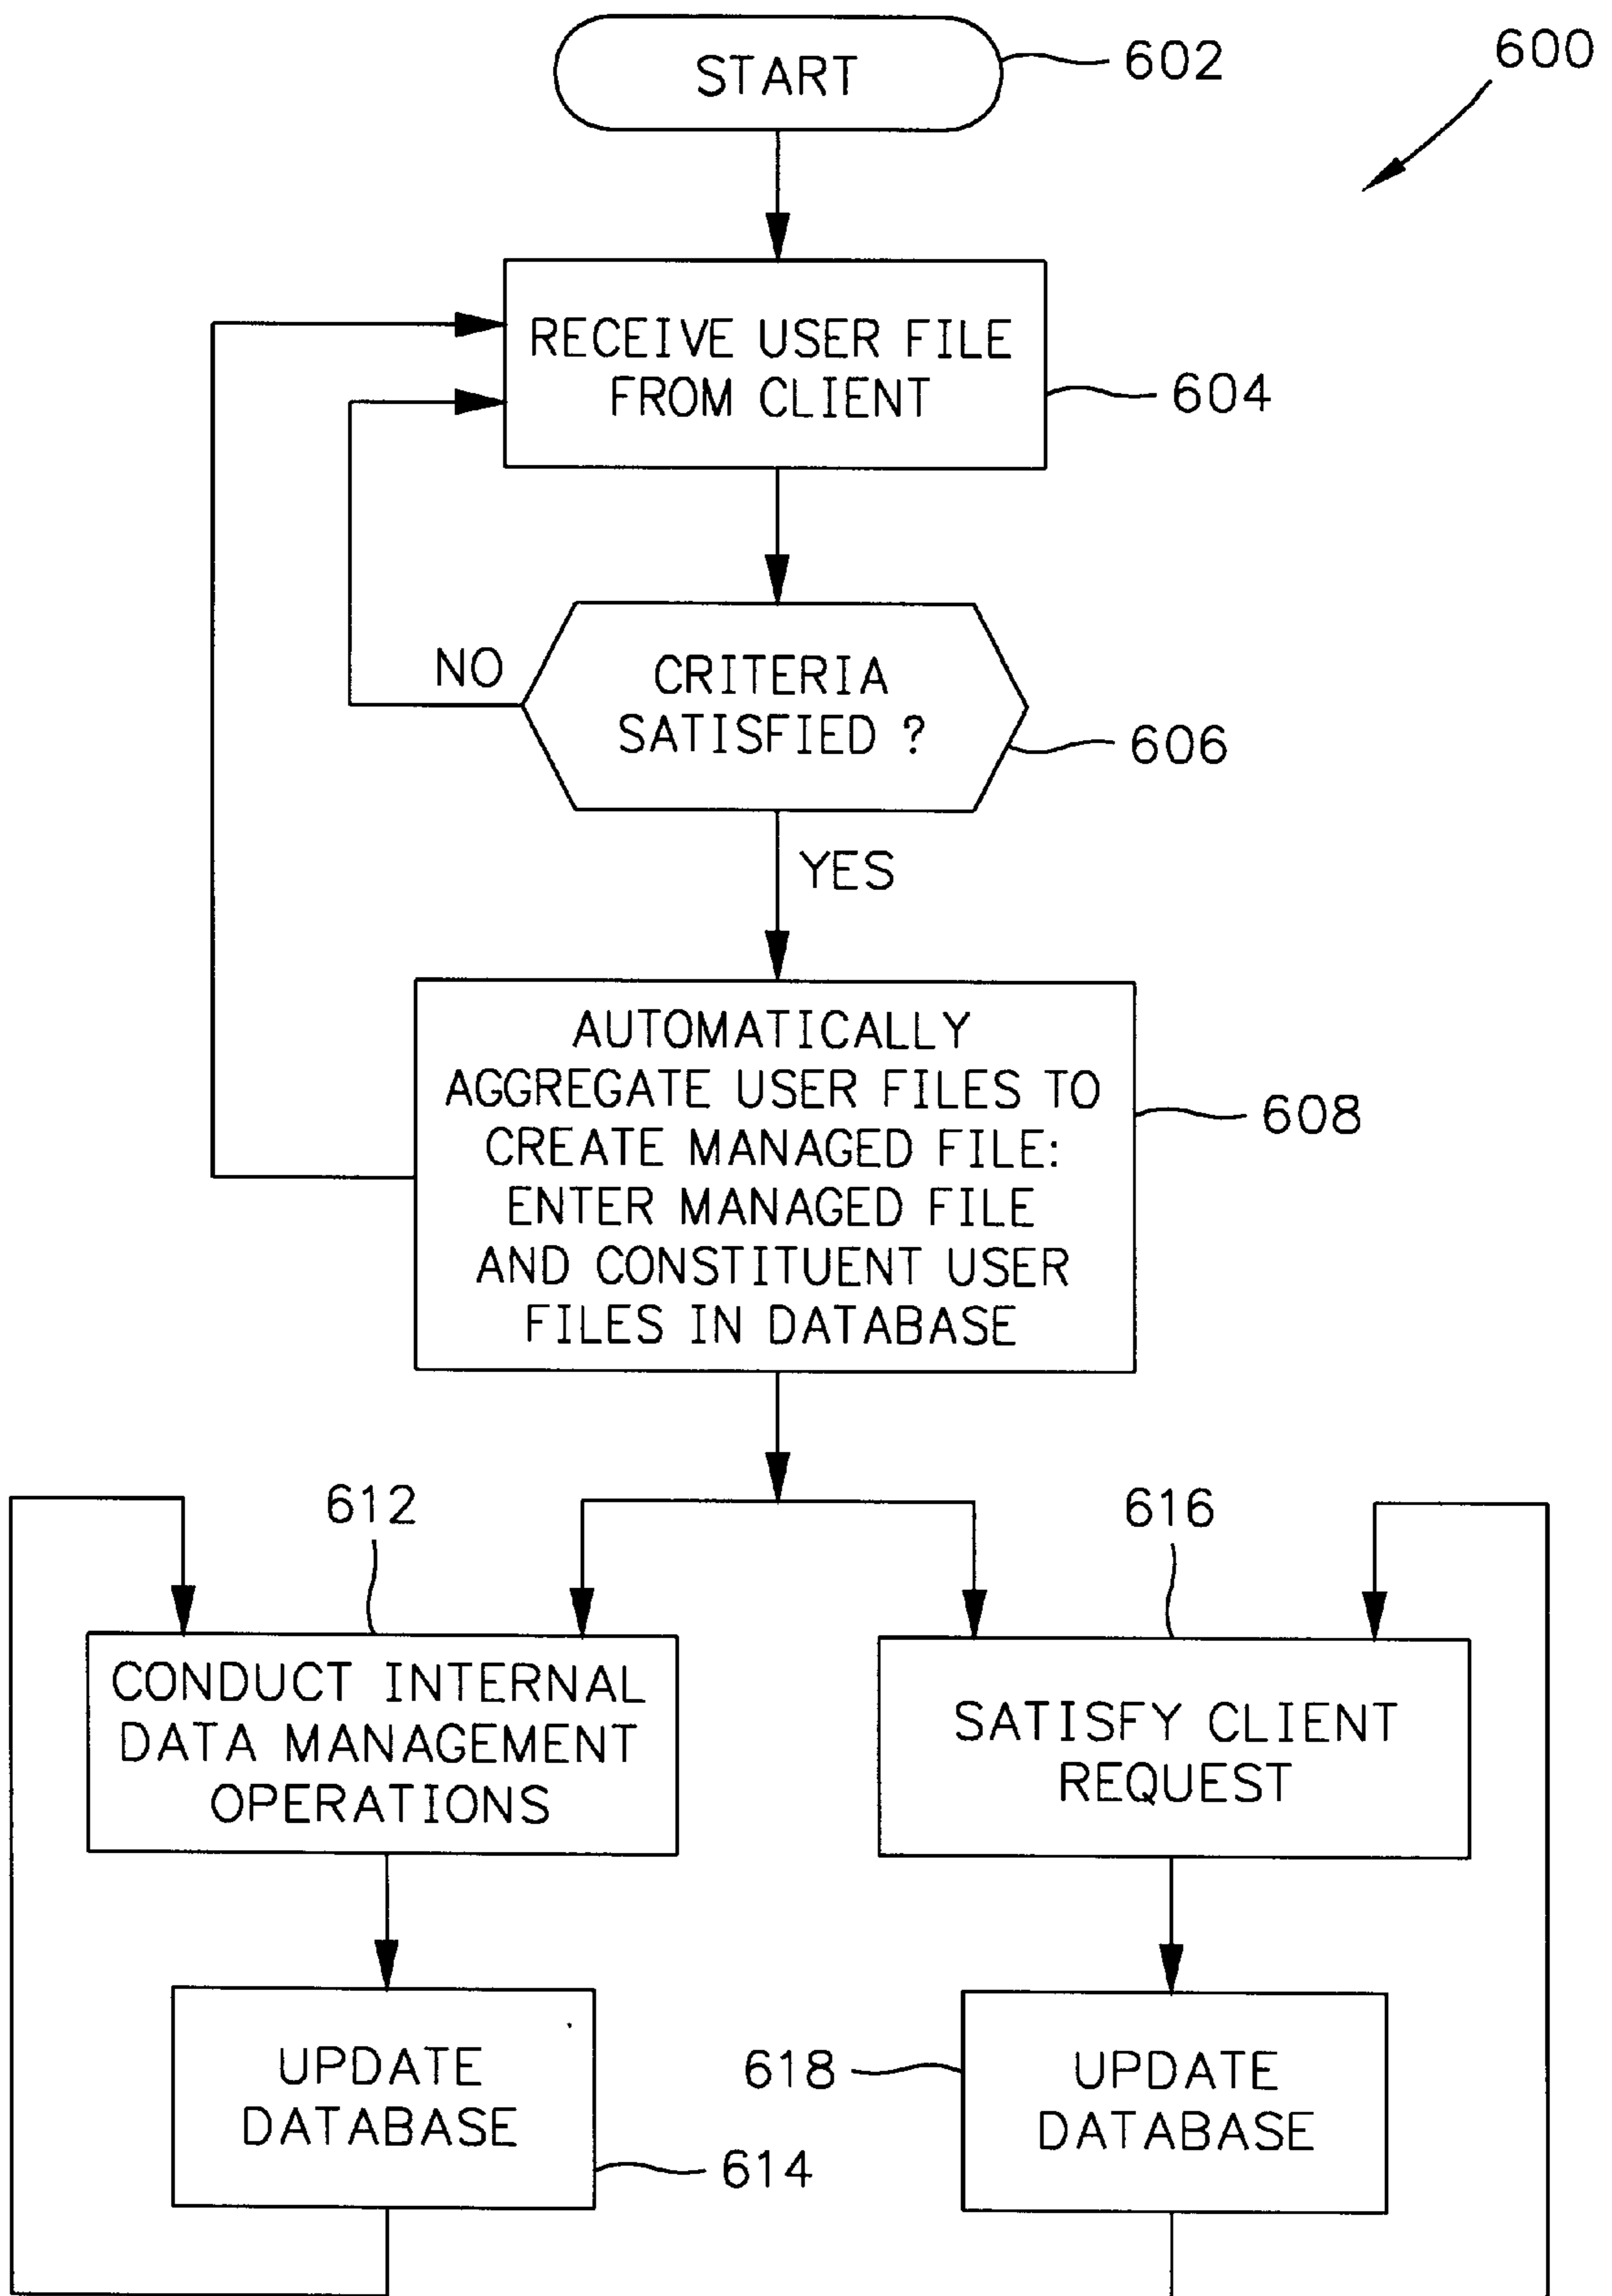 START
602
600
RECEIVE USER FILE
FROM CLIENT
604
NO
CRITERIA
SATISFIED ?
606
YES
AUTOMATICALLY
AGGREGATE USER FILES TO
CREATE MANAGED FILE:
ENTER MANAGED FILE
AND CONSTITUENT USER
FILES IN DATABASE
608
612
616
CONDUCT INTERNAL
DATA MANAGEMENT
OPERATIONS
SATISFY CLIENT
REQUEST
UPDATE
DATABASE
614
618
UPDATE
DATABASE